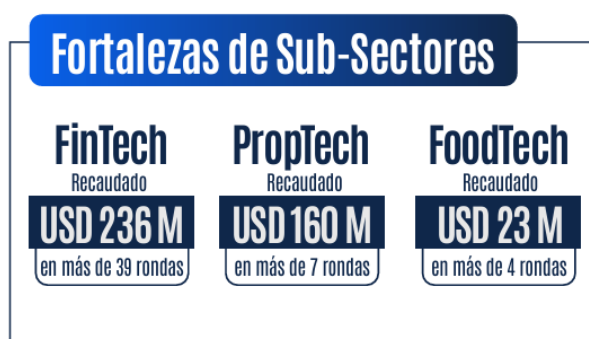 Fortalezas de Sub-Sectores
FinTech
Recaudado
USD 236 M
en más de 39 rondas
PropTech
Recaudado
USD 160 M
en más de 7 rondas
FoodTech
Recaudado
USD 23 M
en más de 4 rondas